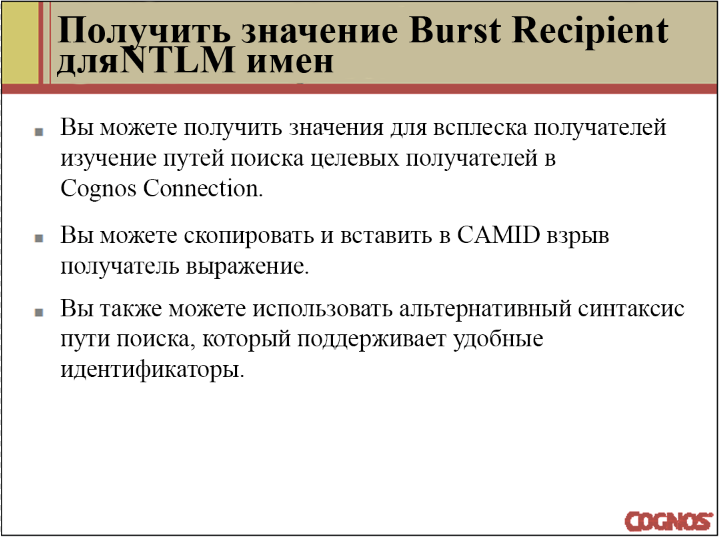 Получить значение Burst Recipient
дляNTLM имен
Вы можете получить значения для всплеска получателей
изучение путей поиска целевых получателей в
Cognos Connection.
Вы можете скопировать и вставить в CAMID взрыв
получатель выражение.
Вы также можете использовать альтернативный синтаксис
пути поиска, который поддерживает удобные
идентификаторы.
COGNOS